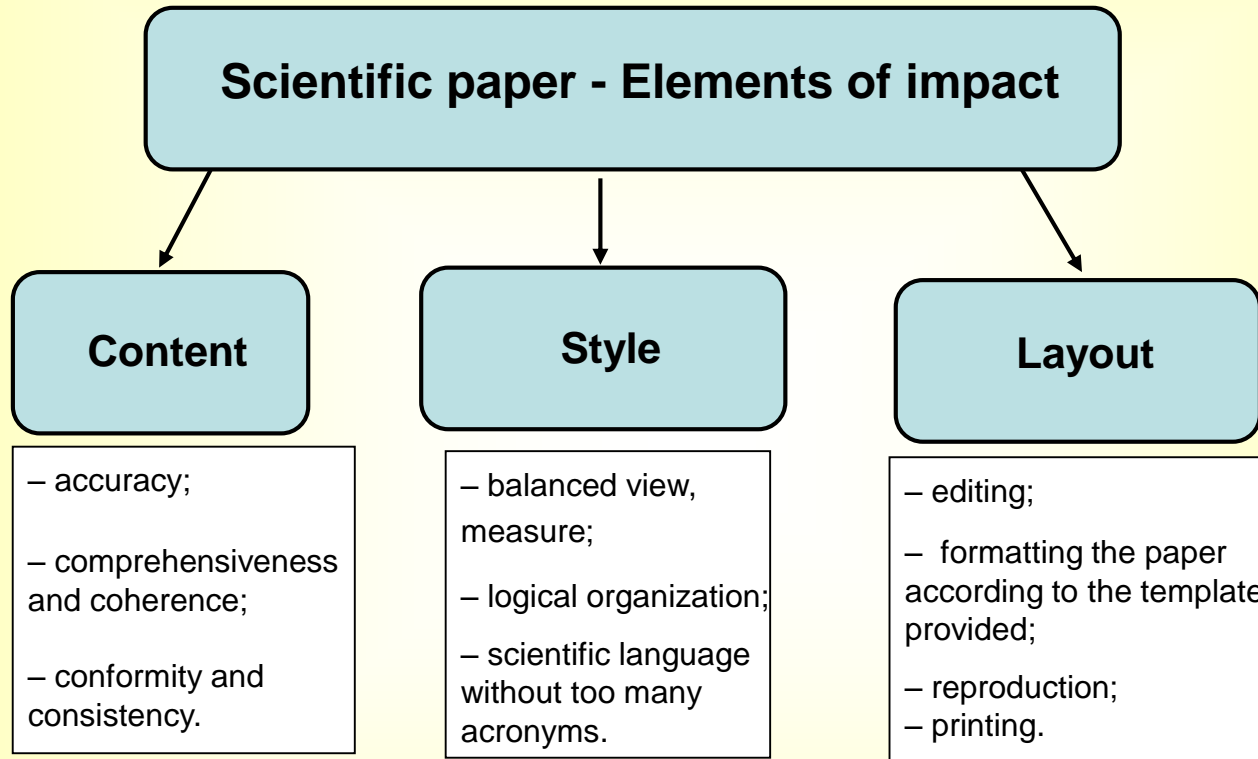 Scientific paper - Elements of impact
Content
– accuracy;
– comprehensiveness
and coherence;
– conformity and
consistency.
Style
– balanced view,
measure;
– logical organization;
– scientific language
without too many
acronyms.
Layout
– editing;
– formatting the paper
according to the template
provided;
– reproduction;
– printing.